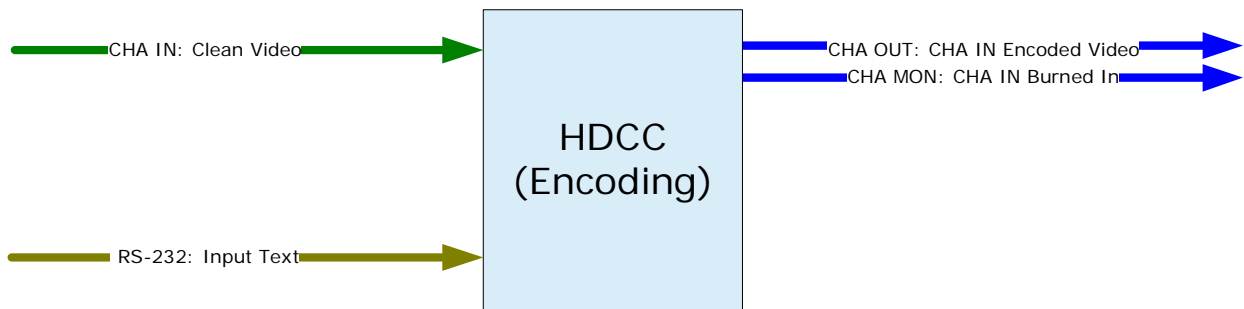 CHA IN: Clean Video
RS-232: Input Text
HDCC
(Encoding)
CHA OUT: CHA IN Encoded Video
CHA MON: CHA IN Burned In